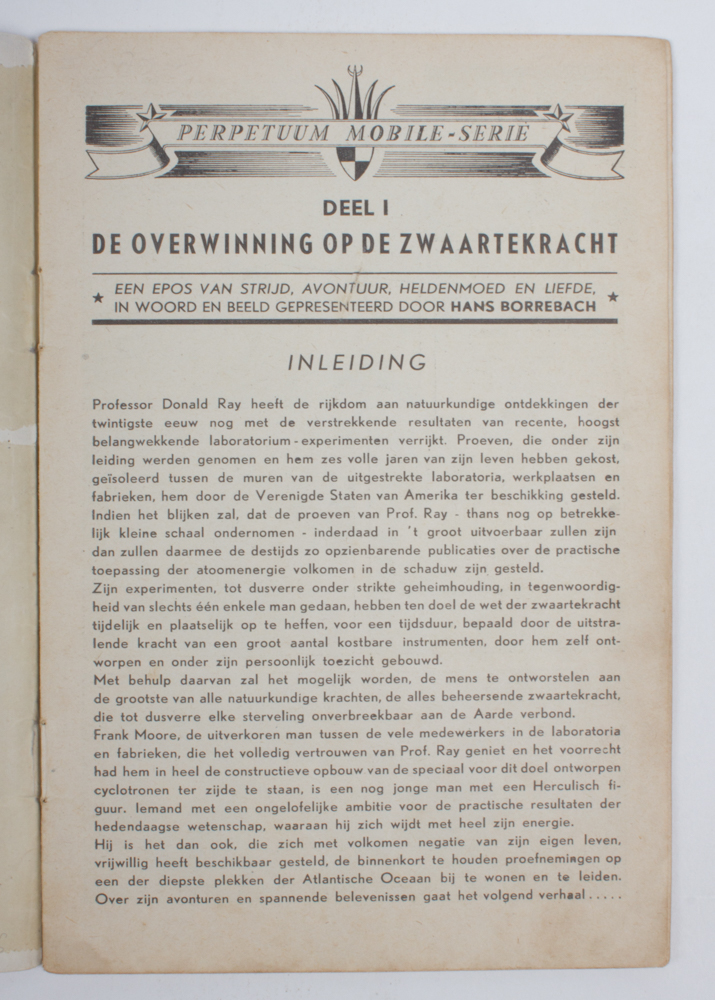 PERPETUUM MOBILE-SERIE
DEEL I
DE OVERWINNING OP DE ZWAARTEKRACHT
EEN EPOS VAN STRIJD, AVONTUUR, HELDENMOED EN LIEFDE,
IN WOORD EN BEELD GEPRESENTEERD DOOR HANS BORREBACH
INLEIDING
Professor Donald Ray heeft de rijkdom aan natuurkundige ontdekkingen der
twintigste eeuw nog met de verstrekkende resultaten van recente, hoogst
belangwekkende laboratorium-experimenten verrijkt. Proeven, die onder zijn
leiding werden genomen en hem zes volle jaren van zijn leven hebben gekost,
geïsoleerd tussen de muren van de uitgestrekte laboratoria, werkplaatsen en
fabrieken, hem door de Verenigde Staten van Amerika ter beschikking gesteld.
Indien het blijken zal, dat de proeven van Prof. Ray - thans nog op betrekke-
lijk kleine schaal ondernomen - inderdaad in 't groot uitvoerbaar zullen zijn
dan zullen daarmee de destijds zo opzienbarende publicaties over de practische
toepassing der atoomenergie volkomen in de schaduw zijn gesteld.
Zijn experimenten, tot dusverre onder strikte geheimhouding, in tegenwoordig-
heid van slechts één enkele man gedaan, hebben ten doel de wet der zwaartekracht
tijdelijk en plaatselijk op te heffen, voor een tijdsduur, bepaald door de uitstra-
lende kracht van een groot aantal kostbare instrumenten, door hem zelf ont-
worpen en onder zijn persoonlijk toezicht gebouwd.
Met behulp daarvan zal het mogelijk worden, de mens te ontworstelen aan
de grootste van alle natuurkundige krachten, de alles beheersende zwaartekracht,
die tot dusverre elke sterveling onverbreekbaar aan de Aarde verbond.
Frank Moore, de uitverkoren man tussen de vele medewerkers in de laboratoria
en fabrieken, die het volledig vertrouwen van Prof. Ray geniet en het voorrecht
had hem in heel de constructieve opbouw van de speciaal voor dit doel ontworpen
cyclotronen ter zijde te staan, is een nog jonge man met een Herculisch fi-
guur. Iemand met een ongelofelijke ambitie voor de practische resultaten der
hedendaagse wetenschap, waaraan hij zich wijdt met heel zijn energie.
Hij is het dan ook, die zich met volkomen negatie van zijn eigen leven,
vrijwillig heeft beschikbaar gesteld, de binnenkort te houden proefnemingen op
een der diepste plekken der Atlantische Oceaan bij te wonen en te leiden.
Over zijn avonturen en spannende belevenissen gaat het volgend verhaal.....